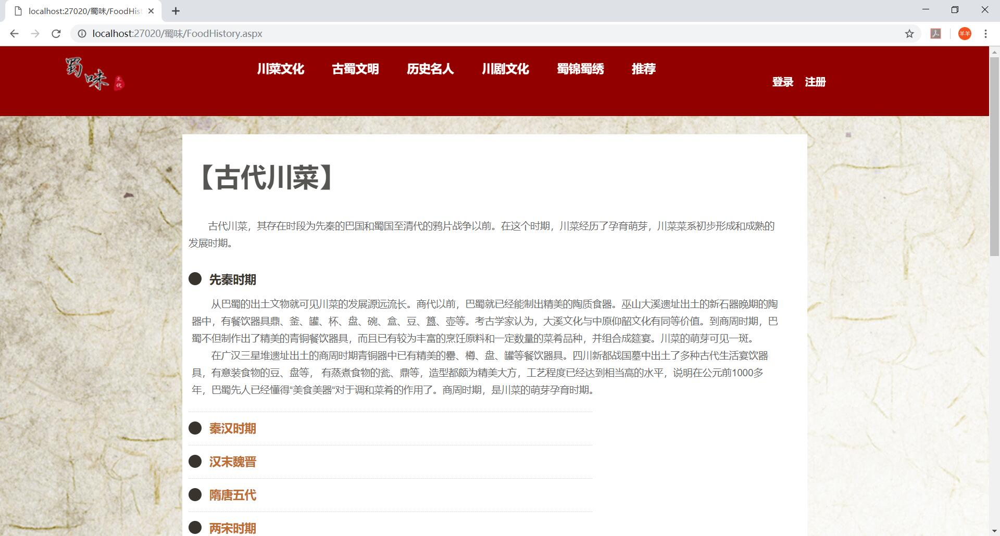 localhost:27020/蜀味/FoodHist
localhost:27020/蜀味/FoodHistory.aspx
羊羊
蜀味
文化
川菜文化 古蜀文明 历史名人 川剧文化 蜀锦蜀绣 推荐
登录 注册
【古代川菜】
古代川菜，其存在时段为先秦的巴国和蜀国至清代的鸦片战争以前。在这个时期，川菜经历了孕育萌芽，川菜菜系初步形成和成熟的
发展时期。
先秦时期
从巴蜀的出土文物就可见川菜的发展源远流长。商代以前，巴蜀就已经能制出精美的陶质食器。巫山大溪遗址出土的新石器晚期的陶
器中，有餐饮器具鼎、釜、罐、杯、盘、碗、盒、豆、簋、壶等。考古学家认为，大溪文化与中原仰韶文化有同等价值。到商周时期，巴
蜀不但制作出了精美的青铜餐饮器具，而且已有较为丰富的烹饪原料和一定数量的菜肴品种，并组合成筵宴。川菜的萌芽可见一斑。
在广汉三星堆遗址出土的商周时期青铜器中已有精美的罍、樽、盘、罐等餐饮器具。四川新都战国墓中出土了多种古代生活宴饮器
具，有意装食物的豆、盘等， 有蒸煮食物的瓮、鼎等，造型都颇为精美大方，工艺程度已经达到相当高的水平，说明在公元前1000多
年，巴蜀先人已经懂得“美食美器“对于调和菜肴的作用了。商周时期，是川菜的萌芽孕育时期。
秦汉时期
汉末魏晋
隋唐五代
两宋时期